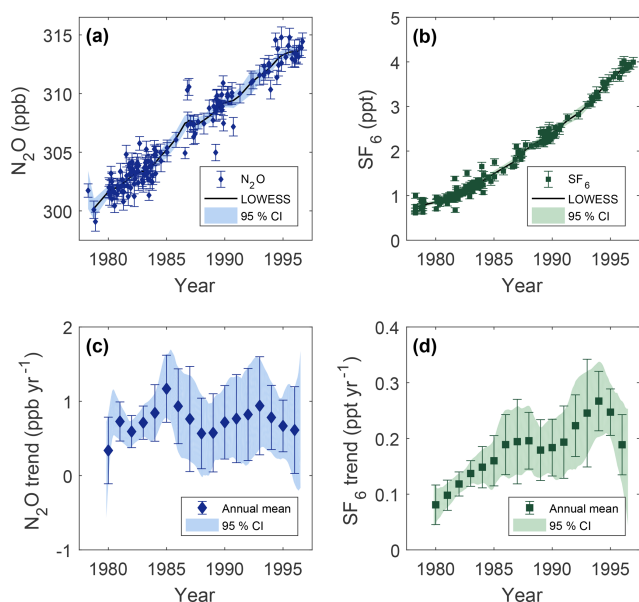 (a)
315
310
305
300
N₂O (ppb)
N₂O
LOWESS
95 % CI
1980 1985 1990 1995
Year
(b)
5
4
3
2
1
0
SF₆ (ppt)
SF₆
LOWESS
95 % CI
1980 1985 1990 1995
Year
(c)
2
1
0
-1
N₂O trend (ppb yr⁻¹)
Annual mean
95 % CI
1980 1985 1990 1995
Year
(d)
0.4
0.3
0.2
0.1
0
SF₆ trend (ppt yr⁻¹)
Annual mean
95 % CI
1980 1985 1990 1995
Year